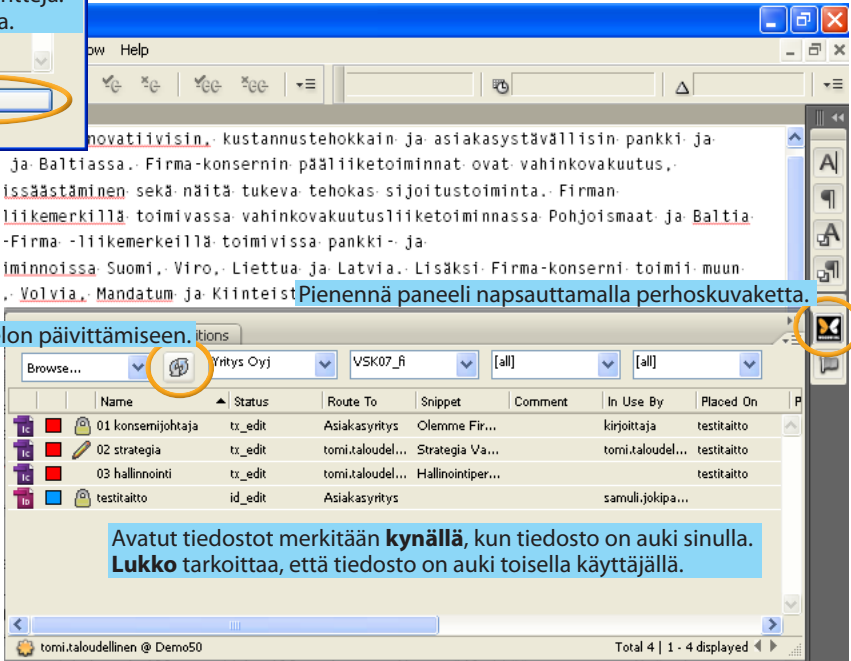 nttejä.
a.
ow Help
novatiivisin, kustannustehokkain ja asiakasystävällisin pankki ja
ja Baltiassa. Firma-konsernin pääliiketoiminnat ovat vahinkovakuutus,
issäästäminen sekä näitä tukeva tehokas sijoitustoiminta. Firman
liikemerkillä toimivassa vahinkovakuutusliiketoiminnassa Pohjoismaat ja Baltia
-Firma -liikemerkeillä toimivissa pankki- ja
iminnoissa Suomi, Viro, Liettua ja Latvia. Lisäksi Firma-konserni toimii muun
, Volvia, Mandatum ja Kiinteist
Pienennä paneeli napsauttamalla perhoskuvaketta.
lon päivittämiseen.
itions
Browse... Yritys Oyj VSK07_fi [all] [all]
Name Status Route To Snippet Comment In Use By Placed On P
Ic 01 konsernijohtaja tx_edit Asiakasyritys Olemme Fir... kirjoittaja testitaitto
Ic 02 strategia tx_edit tomi.taloudel... Strategia Va... tomi.taloudel... testitaitto
Ic 03 hallinnointi tx_edit tomi.taloudel... Hallinointiper... testitaitto
Id testitaitto id_edit Asiakasyritys samuli.jokipa...
Avatut tiedostot merkitään kynällä, kun tiedosto on auki sinulla.
Lukko tarkoittaa, että tiedosto on auki toisella käyttäjällä.
tomi.taloudellinen @ Demo50 Total 4 | 1 - 4 displayed